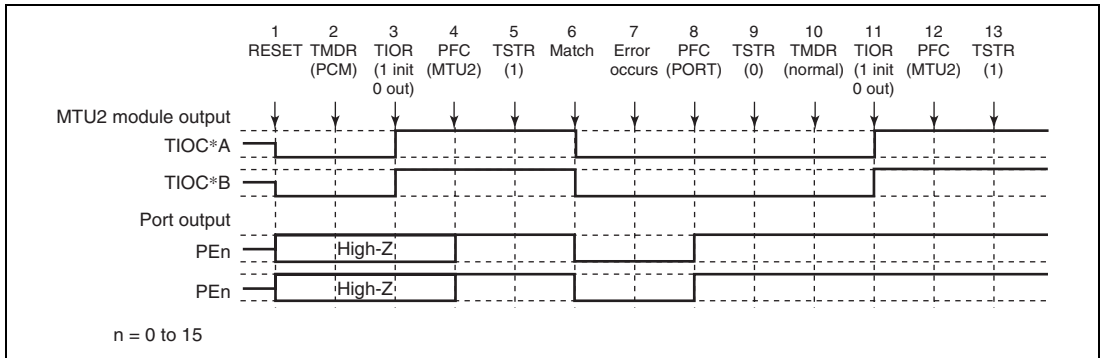 1 2 3 4 5 6 7 8 9 10 11 12 13
RESET TMDR TIOR PFC TSTR Match Error PFC TSTR TMDR TIOR PFC TSTR
(PCM) (1 init (MTU2) (1) occurs (PORT) (0) (normal) (1 init (MTU2) (1)
0 out) 0 out)
MTU2 module output
TIOC*A
TIOC*B
Port output
PEn High-Z
PEn High-Z
n = 0 to 15